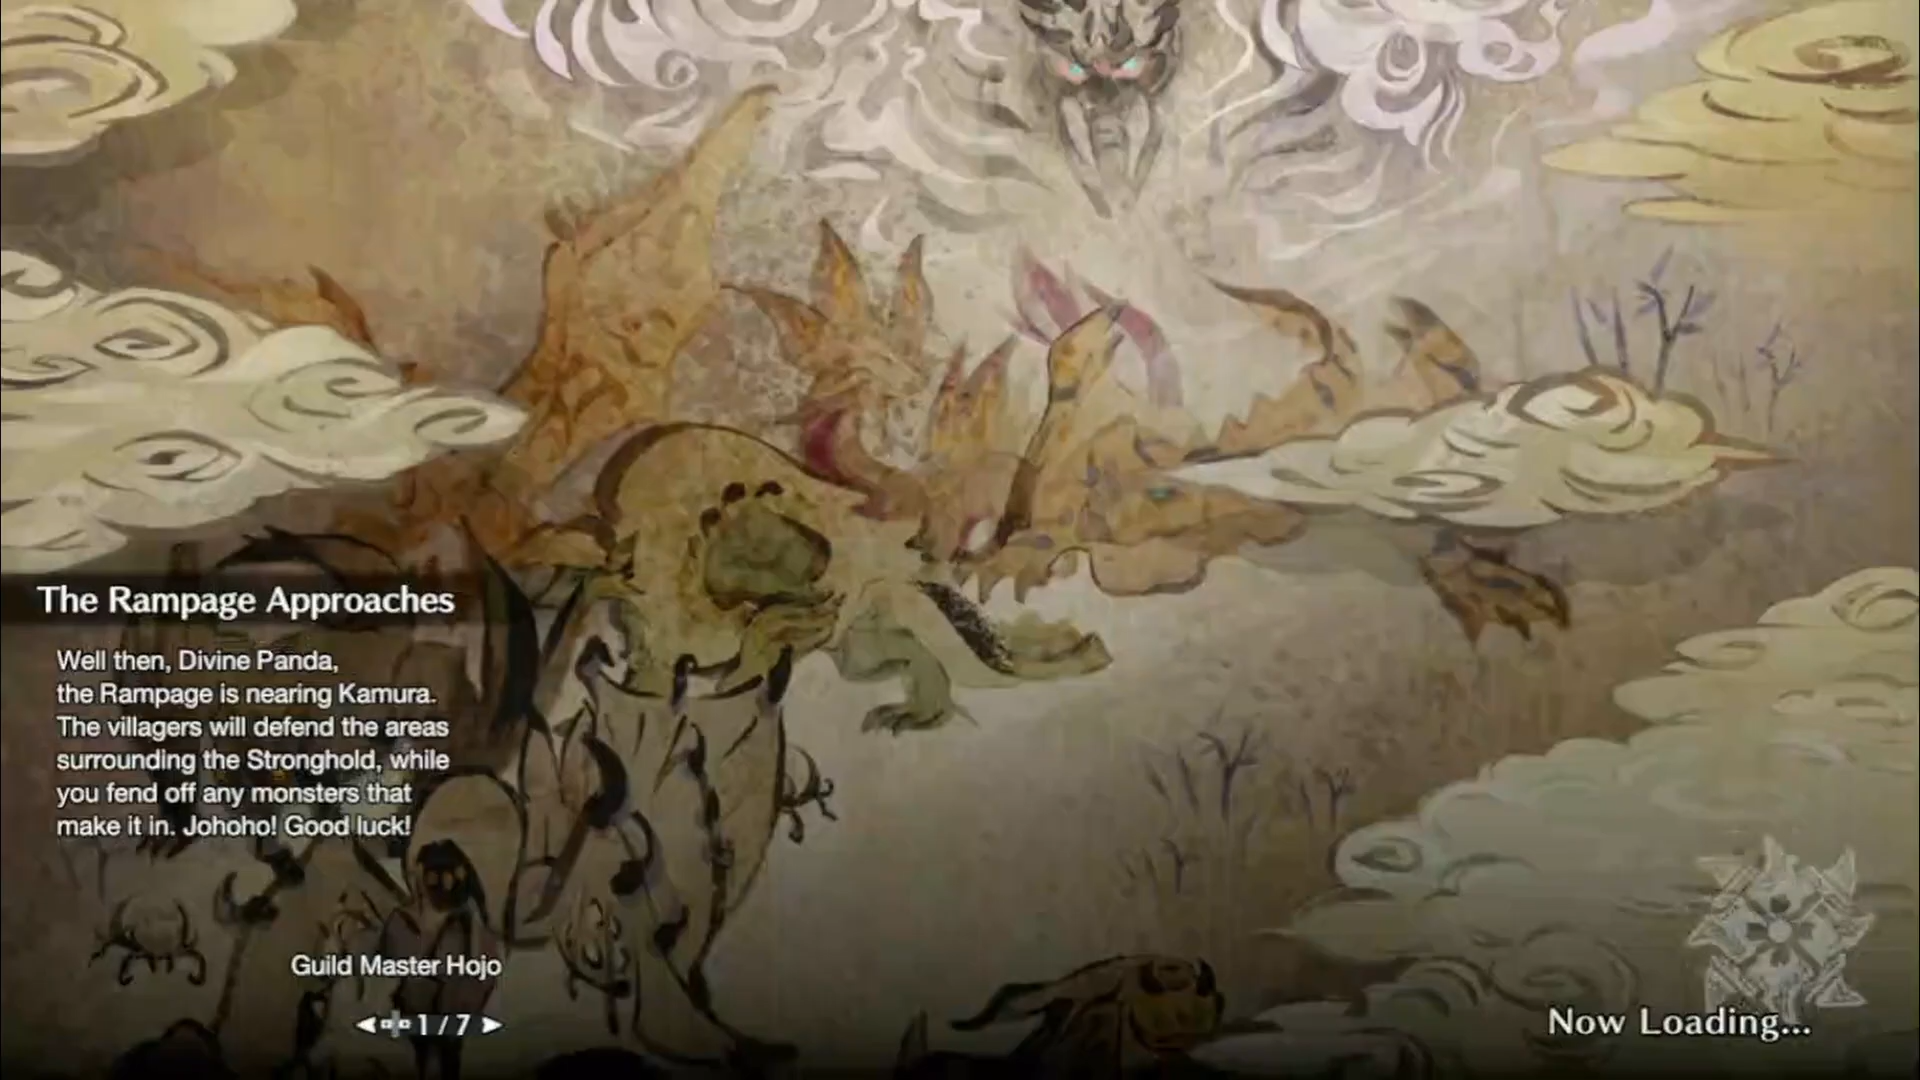 The Rampage Approaches
Well then, Divine Panda,
the Rampage is nearing Kamura.
The villagers will defend the areas
surrounding the Stronghold, while
you fend off any monsters that
make it in. Johoho! Good luck!
Guild Master Hojo
1 / 7
Now Loading...